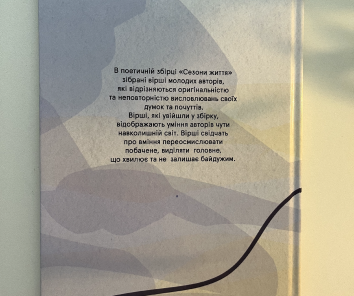 В поетичній збірці «Сезони життя»
зібрані вірші молодих авторів,
які відрізняються оригінальністю
та неповторністю висловлювань своїх
думок та почуттів.
Вірші, які увійшли у збірку,
відображають уміння авторів чути
навколишній світ. Вірші свідчать
про вміння переосмислювати
побачене, виділяти головне,
що хвилює та не залишає байдужим.